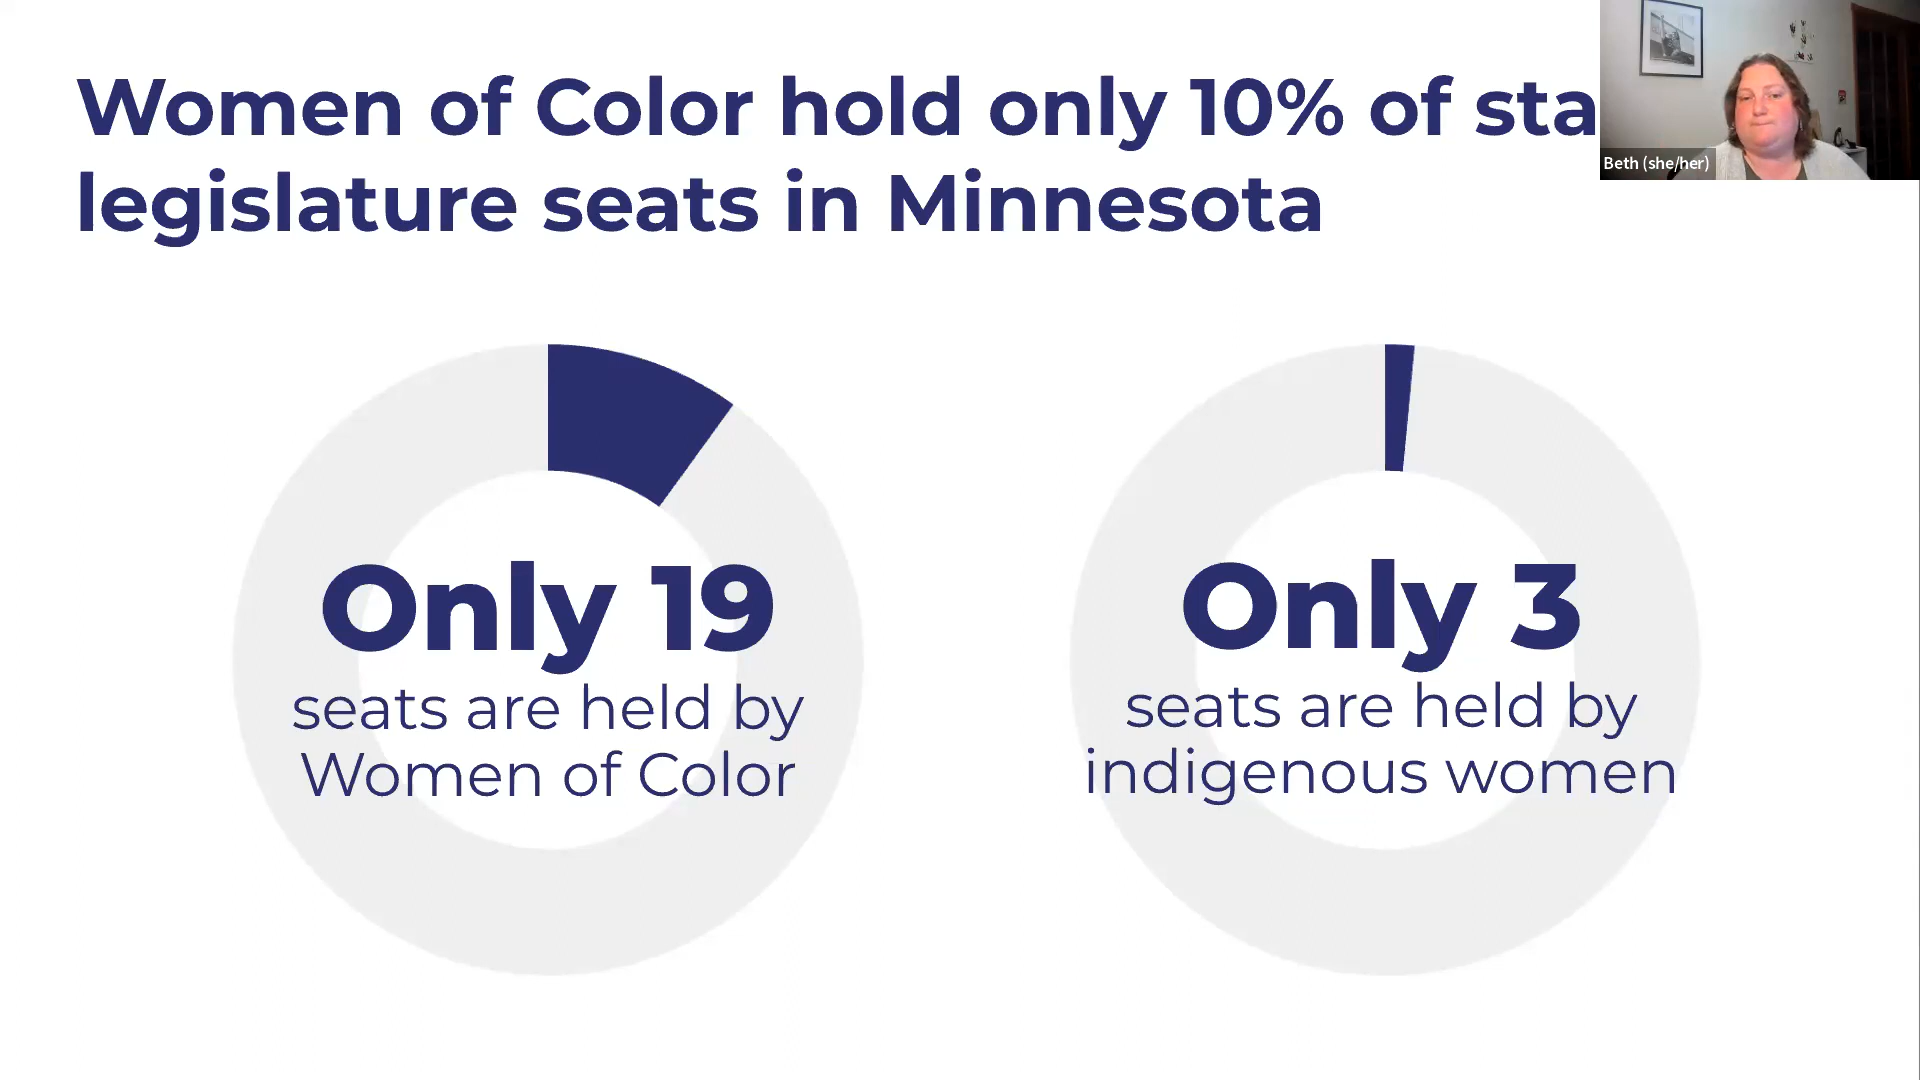 Women of Color hold only 10% of sta
legislature seats in Minnesota
Beth (she/her)
Only 19
seats are held by
Women of Color
Only 3
seats are held by
indigenous women